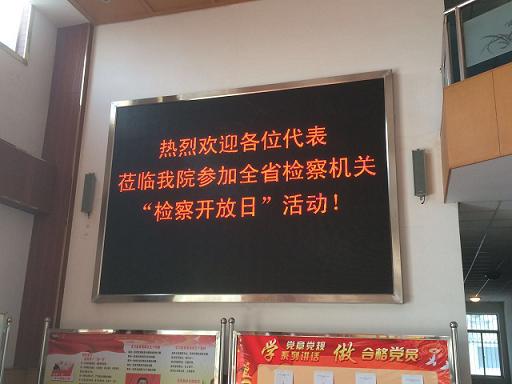 热烈欢迎各位代表
莅临我院参加全省检察机关
“检察开放日”活动！
学 党章党规 做 合格党员
系列讲话